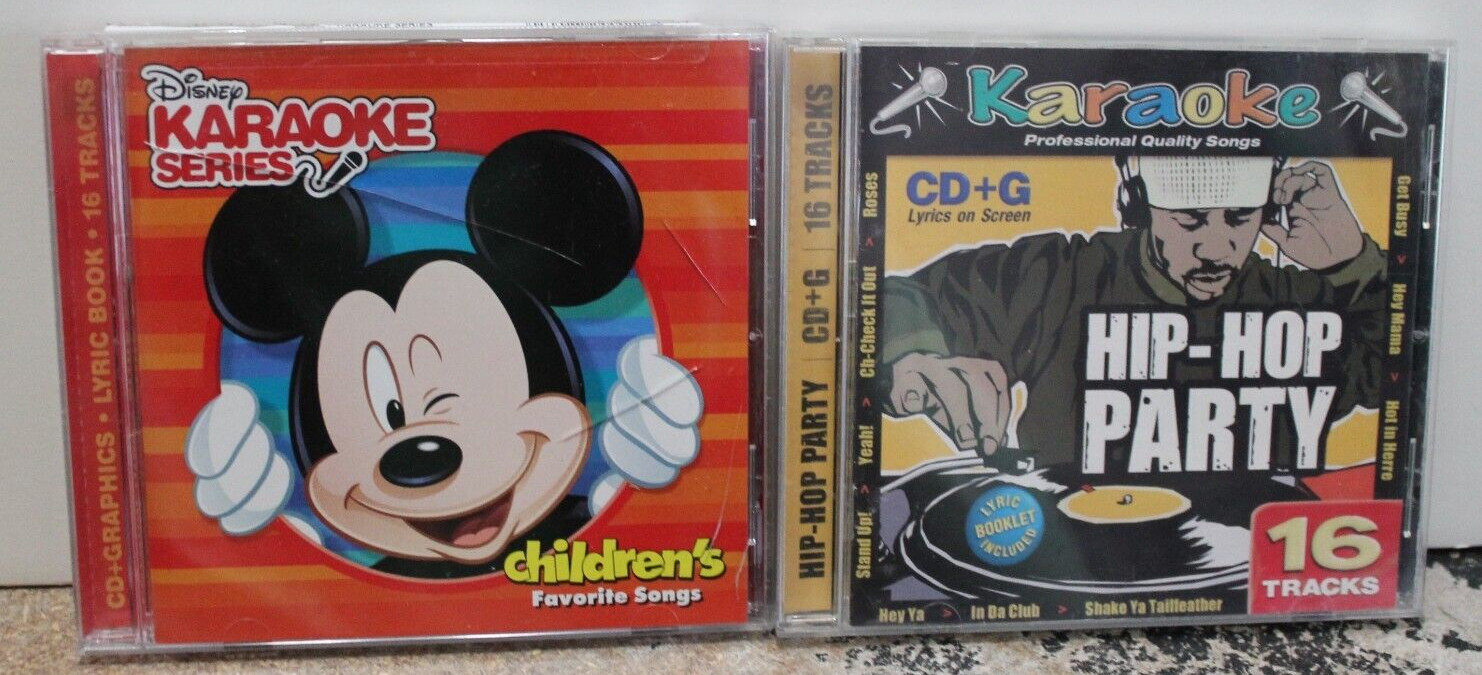 CD+GRAPHICS • LYRIC BOOK • 16 TRACKS
Disney
KARAOKE
SERIES
children's
Favorite Songs
HIP-HOP PARTY | CD+G | 16 TRACKS
Karaoke
Professional Quality Songs
CD+G
Lyrics on Screen
HIP-HOP
PARTY
LYRIC
BOOKLET
INCLUDED
16
TRACKS
Hey Ya > In Da Club > Shake Ya Tailfeather
Stand Up! > Yeah! > Ch-Check It Out > Roses
Get Busy > Hey Mama > Hot in Herre